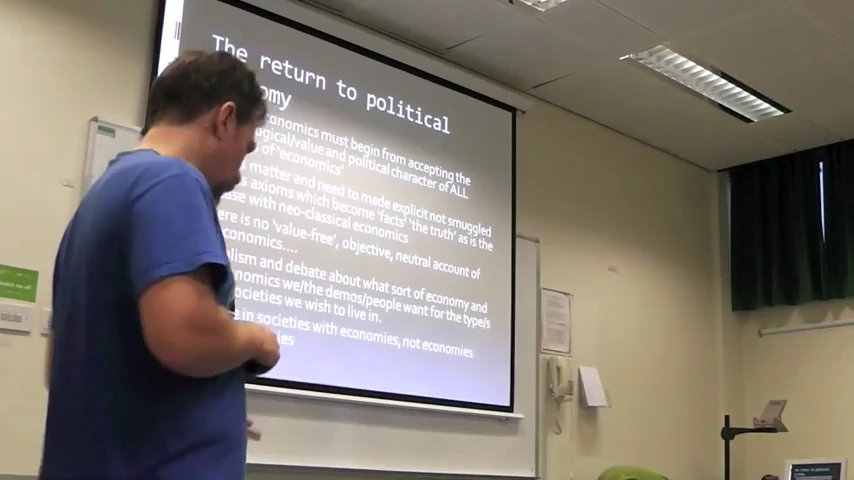 The return to political
omy
conomics must begin from accepting the
ogical/value and political character of ALL
of 'economics'
matter and need to made explicit not smuggled
s axioms which become 'facts' 'the truth' as is the
ase with neo-classical economics
ere is no 'value-free', objective, neutral account of
conomics....
alism and debate about what sort of economy and
nomics we/the demos/people want for the type/s
societies we wish to live in.
e in societies with economies, not economies
ies